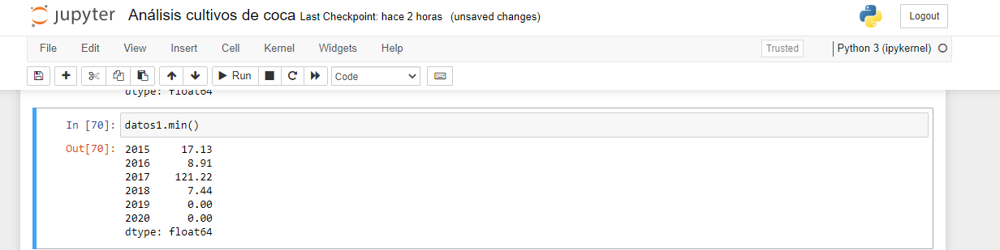 jupyter Análisis cultivos de coca Last Checkpoint: hace 2 horas (unsaved changes) Logout
File Edit View Insert Cell Kernel Widgets Help Trusted Python 3 (ipykernel)
Run Code
dtype: float64
In [70]: datos1.min()
Out[70]: 2015 17.13
2016 8.91
2017 121.22
2018 7.44
2019 0.00
2020 0.00
dtype: float64